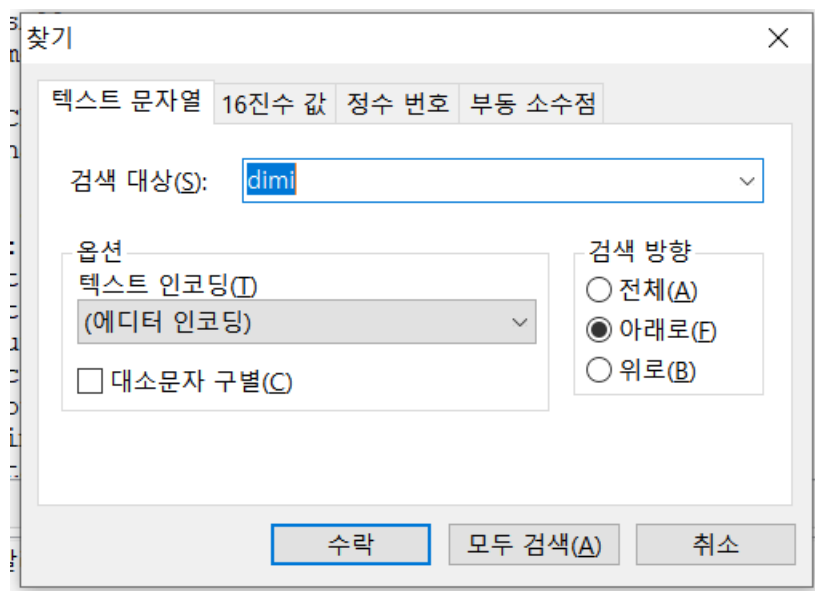 찾기
텍스트 문자열 16진수 값 정수 번호 부동 소수점
검색 대상(S): dimi
옵션
텍스트 인코딩(T)
(에디터 인코딩)
대소문자 구별(C)
검색 방향
전체(A)
아래로(F)
위로(B)
수락 모두 검색(A) 취소